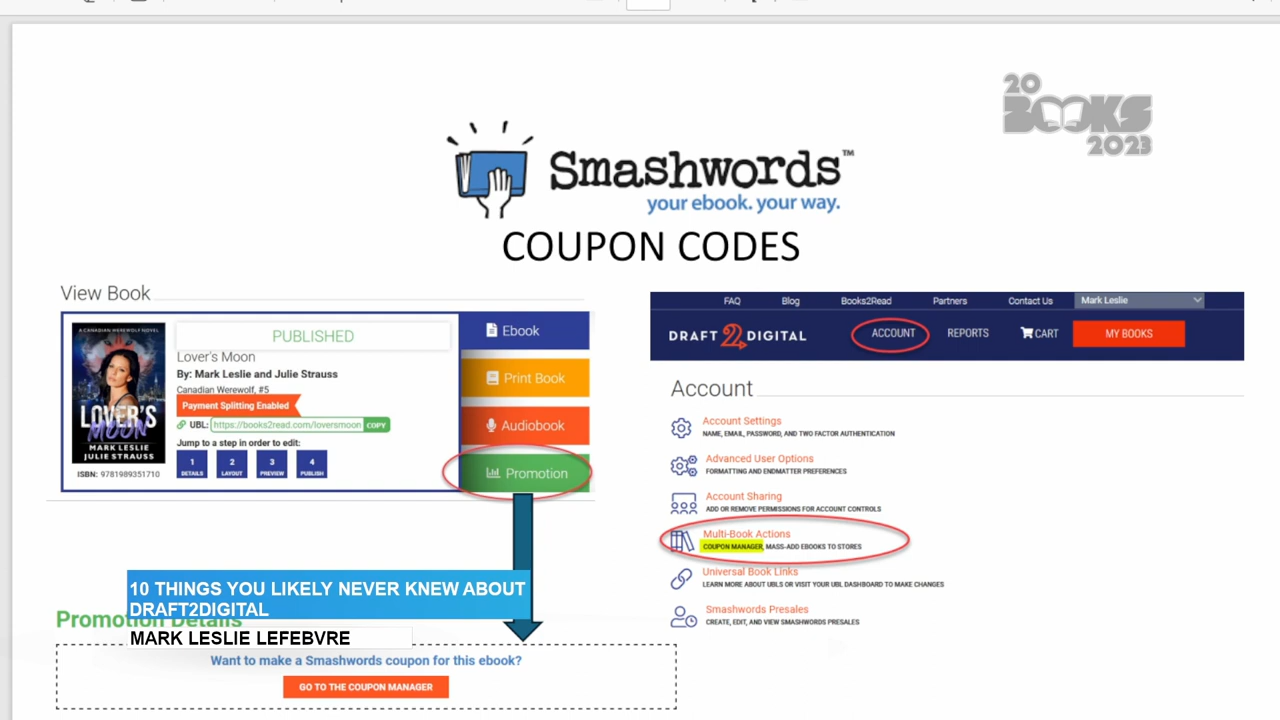 20
BOOKS
2023
Smashwords™
your ebook. your way.
COUPON CODES
View Book
A CANADIAN WEREWOLF NOVEL
LOVER'S
MOON
MARK LESLIE
JULIE STRAUSS
ISBN: 9781989351710
PUBLISHED
Lover's Moon
By: Mark Leslie and Julie Strauss
Canadian Werewolf, #5
Payment Splitting Enabled
UBL: https://books2read.com/loversmoon COPY
Jump to a step in order to edit:
1 2 3 4
DETAILS LAYOUT PREVIEW PUBLISH
Ebook
Print Book
Audiobook
Promotion
FAQ Blog Books2Read Partners Contact Us Mark Leslie
DRAFT2DIGITAL ACCOUNT REPORTS CART MY BOOKS
Account
Account Settings
NAME, EMAIL, PASSWORD, AND TWO FACTOR AUTHENTICATION
Advanced User Options
FORMATTING AND ENDMATTER PREFERENCES
Account Sharing
ADD OR REMOVE PERMISSIONS FOR ACCOUNT CONTROLS
Multi-Book Actions
COUPON MANAGER, MASS-ADD EBOOKS TO STORES
Universal Book Links
LEARN MORE ABOUT UBLS OR VISIT YOUR UBL DASHBOARD TO MAKE CHANGES
Smashwords Presales
CREATE, EDIT, AND VIEW SMASHWORDS PRESALES
10 THINGS YOU LIKELY NEVER KNEW ABOUT
DRAFT2DIGITAL
Promotion Details
MARK LESLIE LEFEBVRE
Want to make a Smashwords coupon for this ebook?
GO TO THE COUPON MANAGER